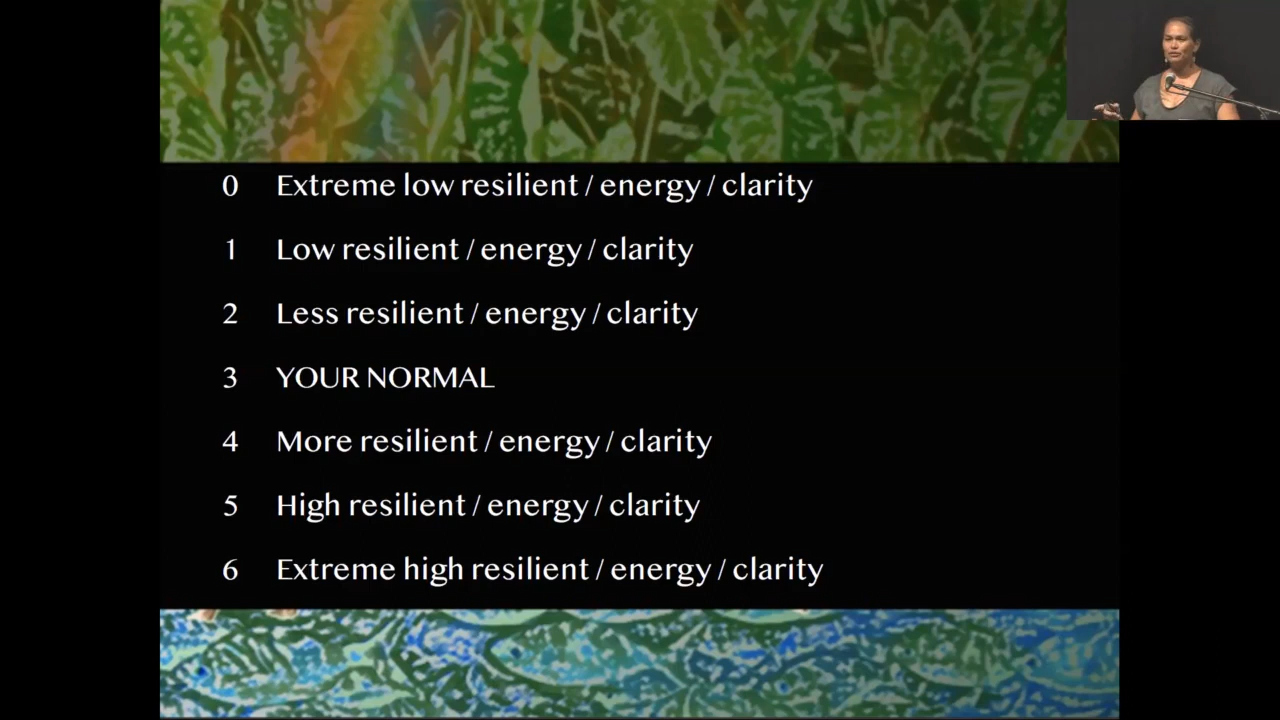 0 Extreme low resilient / energy / clarity
1 Low resilient / energy / clarity
2 Less resilient / energy / clarity
3 YOUR NORMAL
4 More resilient / energy / clarity
5 High resilient / energy / clarity
6 Extreme high resilient / energy / clarity